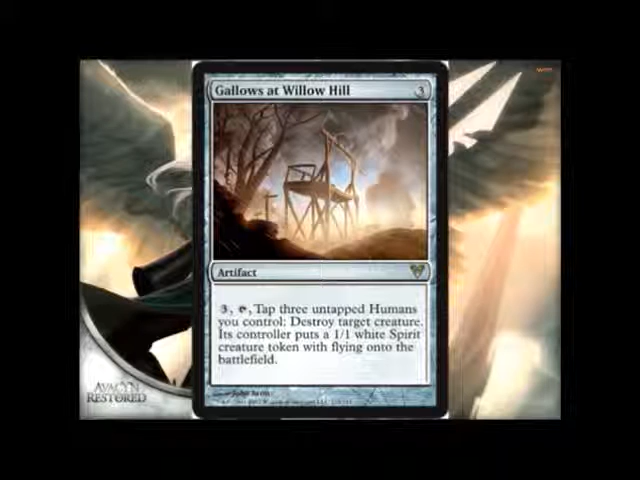 Gallows at Willow Hill 3
Artifact
3, Tap three untapped Humans
you control: Destroy target creature.
Its controller puts a 1/1 white Spirit
creature token with flying onto the
battlefield.
AVACYN
RESTORED